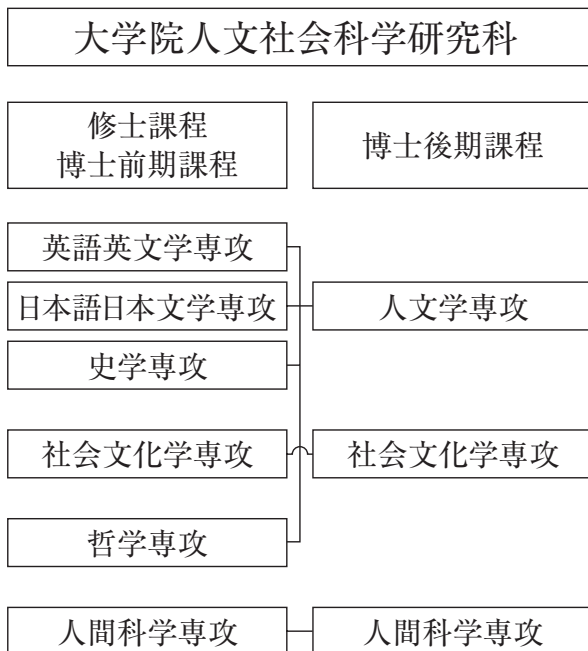 大学院人文社会科学研究科
修士課程
博士前期課程
博士後期課程
英語英文学専攻
日本語日本文学専攻
人文学専攻
史学専攻
社会文化学専攻
社会文化学専攻
哲学専攻
人間科学専攻
人間科学専攻